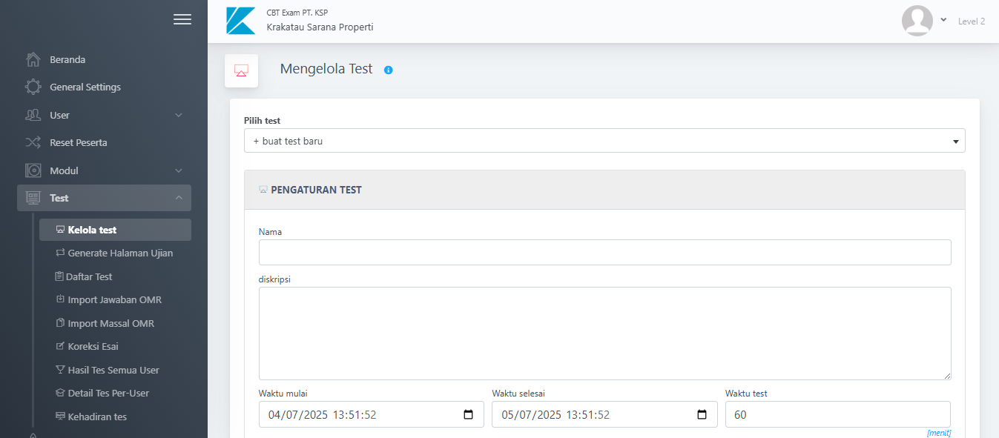 CBT Exam PT. KSP
Krakatau Sarana Properti
Level 2
Beranda
General Settings
User
Reset Peserta
Modul
Test
Kelola test
Generate Halaman Ujian
Daftar Test
Import Jawaban OMR
Import Massal OMR
Koreksi Esai
Hasil Tes Semua User
Detail Tes Per-User
Kehadiran tes
Mengelola Test
Pilih test
+ buat test baru
PENGATURAN TEST
Nama
diskripsi
Waktu mulai
04/07/2025 13:51:52
Waktu selesai
05/07/2025 13:51:52
Waktu test
60
[menit]